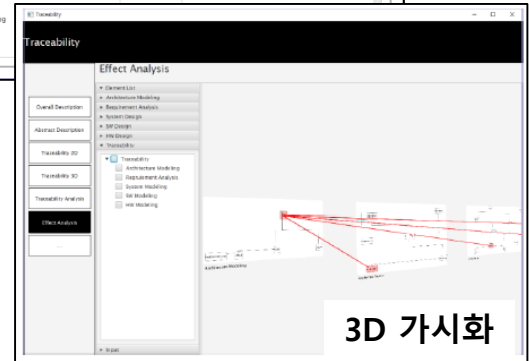 Traceability
Traceability
Effect Analysis
Element List
Architecture Modeling
Requirement Analysis
System Design
SW Design
HW Design
Traceability
Traceability
Architecture Modeling
Requirement Analysis
System Modeling
SW Modeling
HW Modeling
Overall Description
Abstract Description
Traceability 2D
Traceability 3D
Traceability Analysis
Effect Analysis
...
Architecture Modeling
Input
3D 가시화